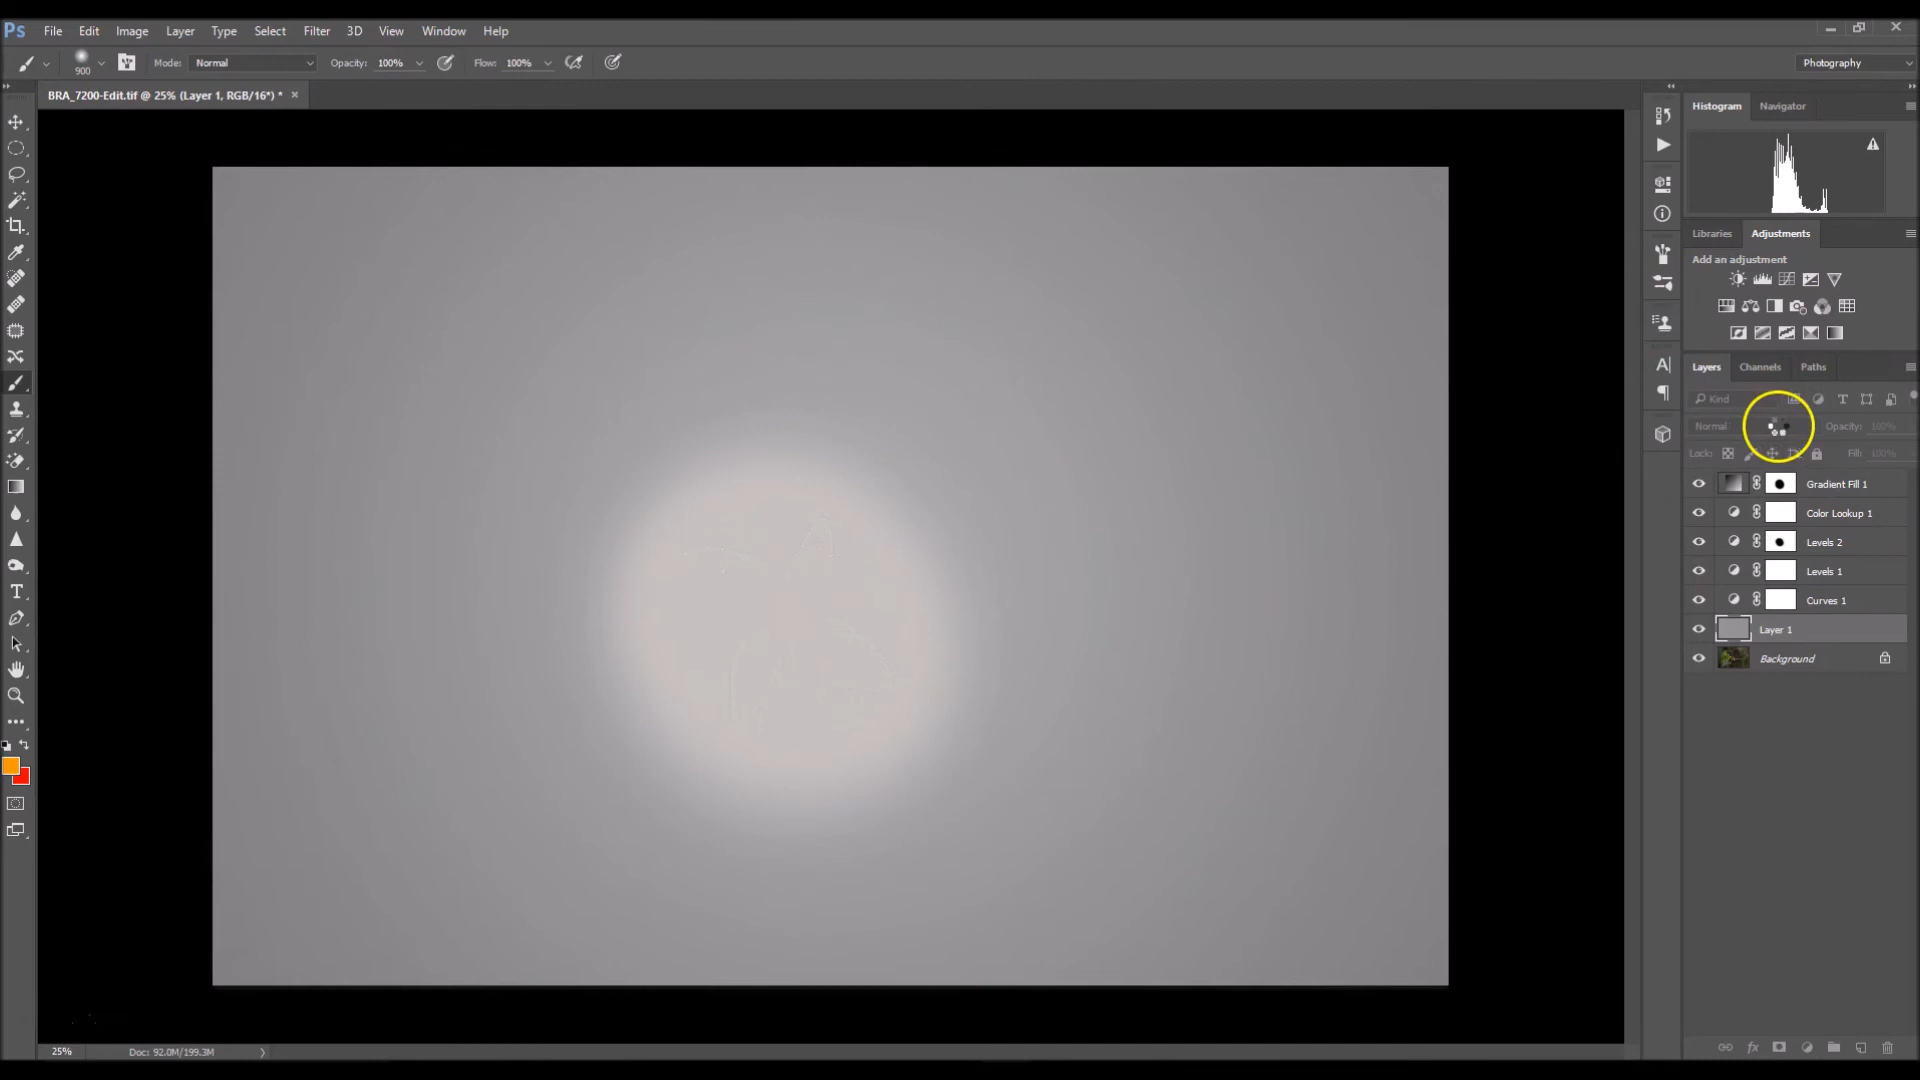 Ps File Edit Image Layer Type Select Filter 3D View Window Help
900 Mode: Normal Opacity: 100% Flow: 100% Photography
BRA_7200-Edit.tif @ 25% (Layer 1, RGB/16*) * ×
Histogram Navigator
Libraries Adjustments
Add an adjustment
Layers Channels Paths
Kind
Normal Opacity: 100%
Lock: Fill: 100%
Gradient Fill 1
Color Lookup 1
Levels 2
Levels 1
Curves 1
Layer 1
Background
25% Doc: 92.0M/199.3M